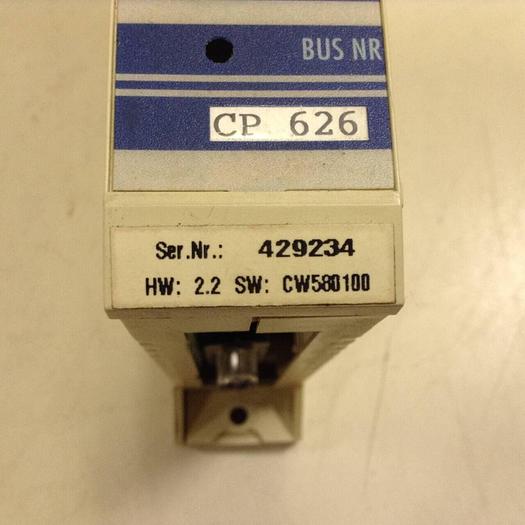 BUS NR
CP 626
Ser.Nr.: 429234
HW: 2.2 SW: CW580100